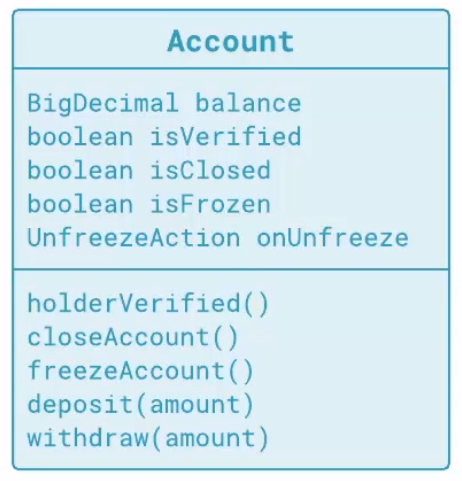 Account
BigDecimal balance
boolean isVerified
boolean isClosed
boolean isFrozen
UnfreezeAction onUnfreeze
holderVerified()
closeAccount()
freezeAccount()
deposit(amount)
withdraw(amount)